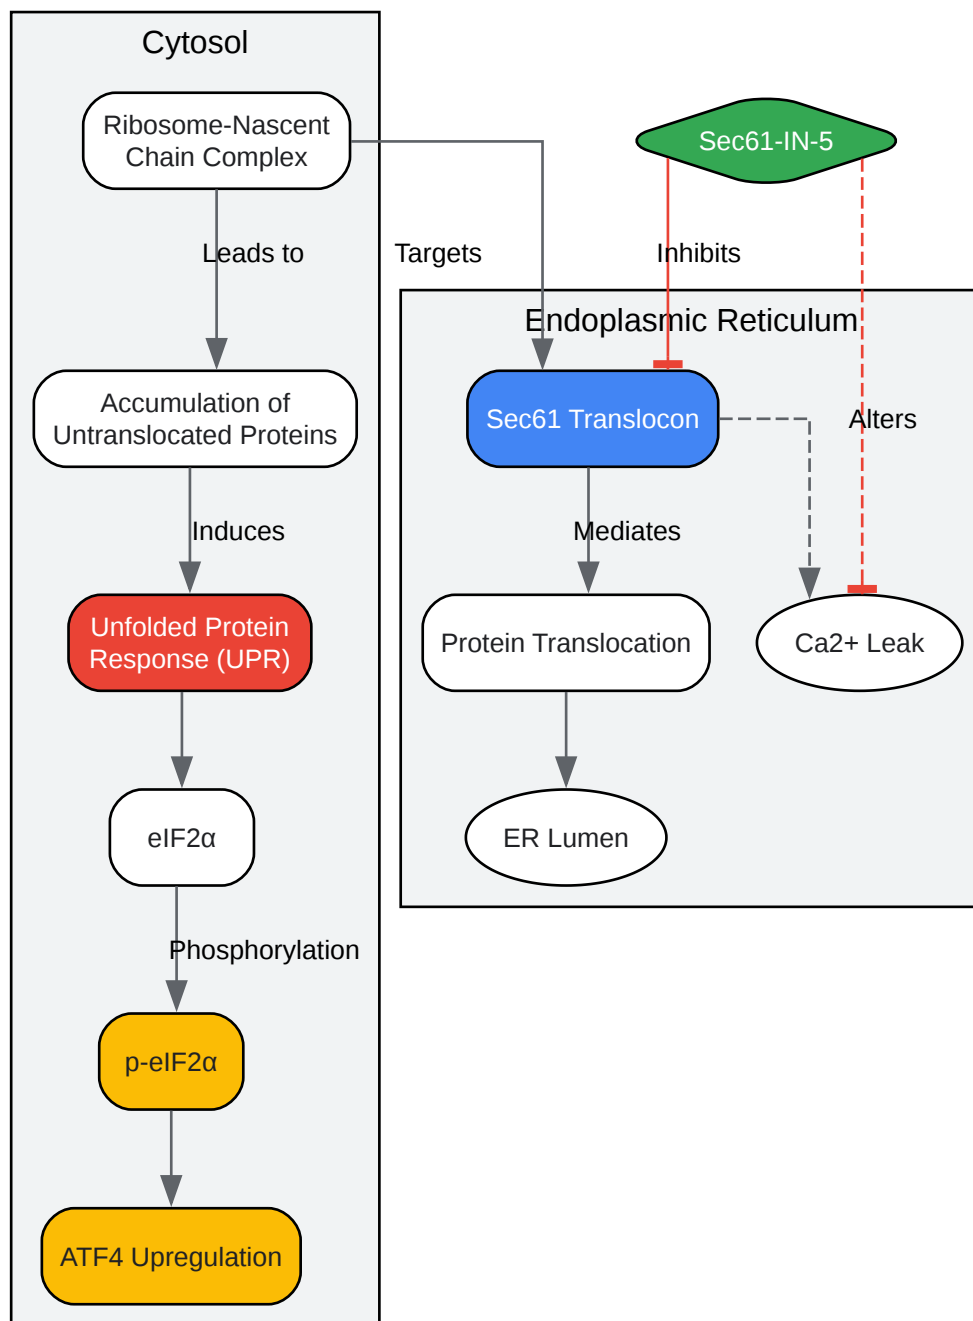 Cytosol
Ribosome-Nascent
Chain Complex
Sec61-IN-5
Leads to
Targets
Inhibits
Endoplasmic Reticulum
Accumulation of
Untranslocated Proteins
Sec61 Translocon
Alters
Induces
Mediates
Unfolded Protein
Response (UPR)
Protein Translocation
Ca2+ Leak
eIF2α
ER Lumen
Phosphorylation
p-eIF2α
ATF4 Upregulation